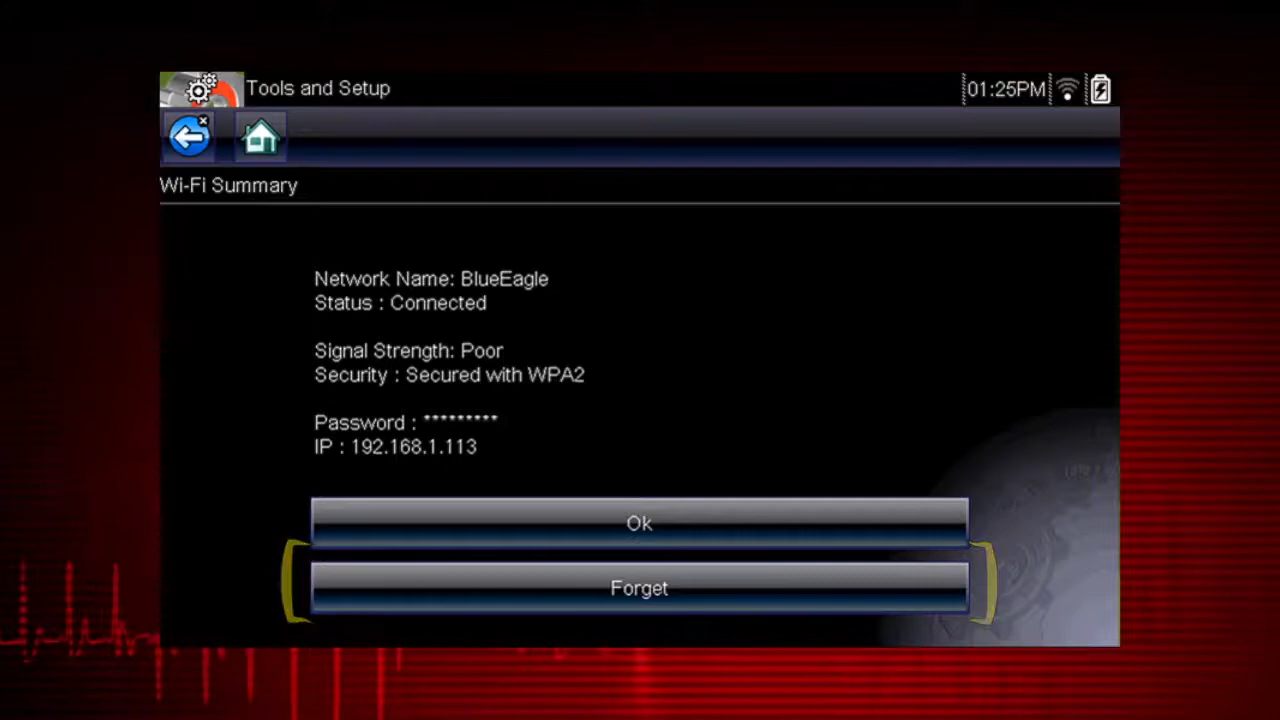 Tools and Setup
01:25PM
Wi-Fi Summary
Network Name: BlueEagle
Status : Connected
Signal Strength: Poor
Security : Secured with WPA2
Password : *********
IP : 192.168.1.113
Ok
Forget